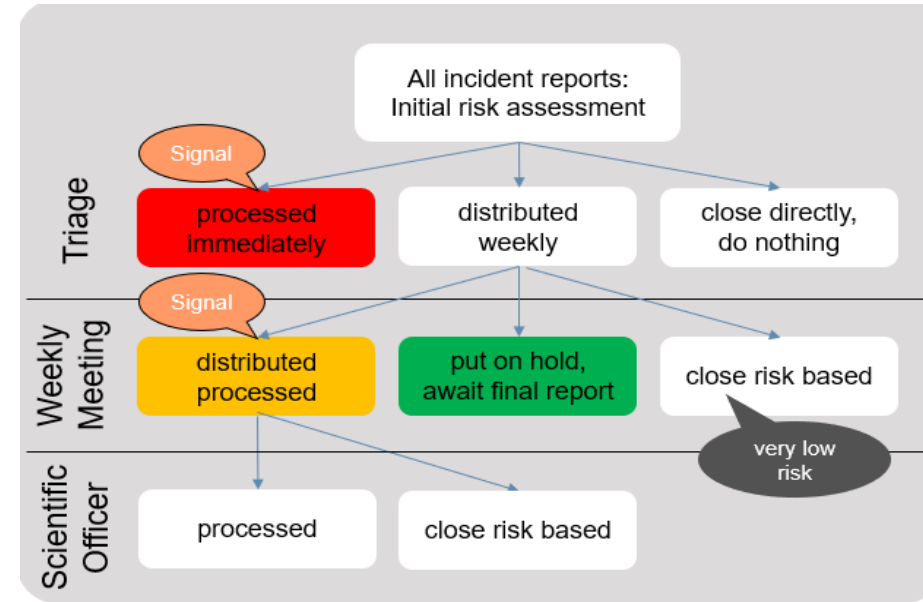 All incident reports:
Initial risk assessment
Signal
Triage
processed
immediately
distributed
weekly
close directly,
do nothing
Signal
Weekly
Meeting
distributed
processed
put on hold,
await final report
close risk based
very low
risk
Scientific
Officer
processed
close risk based